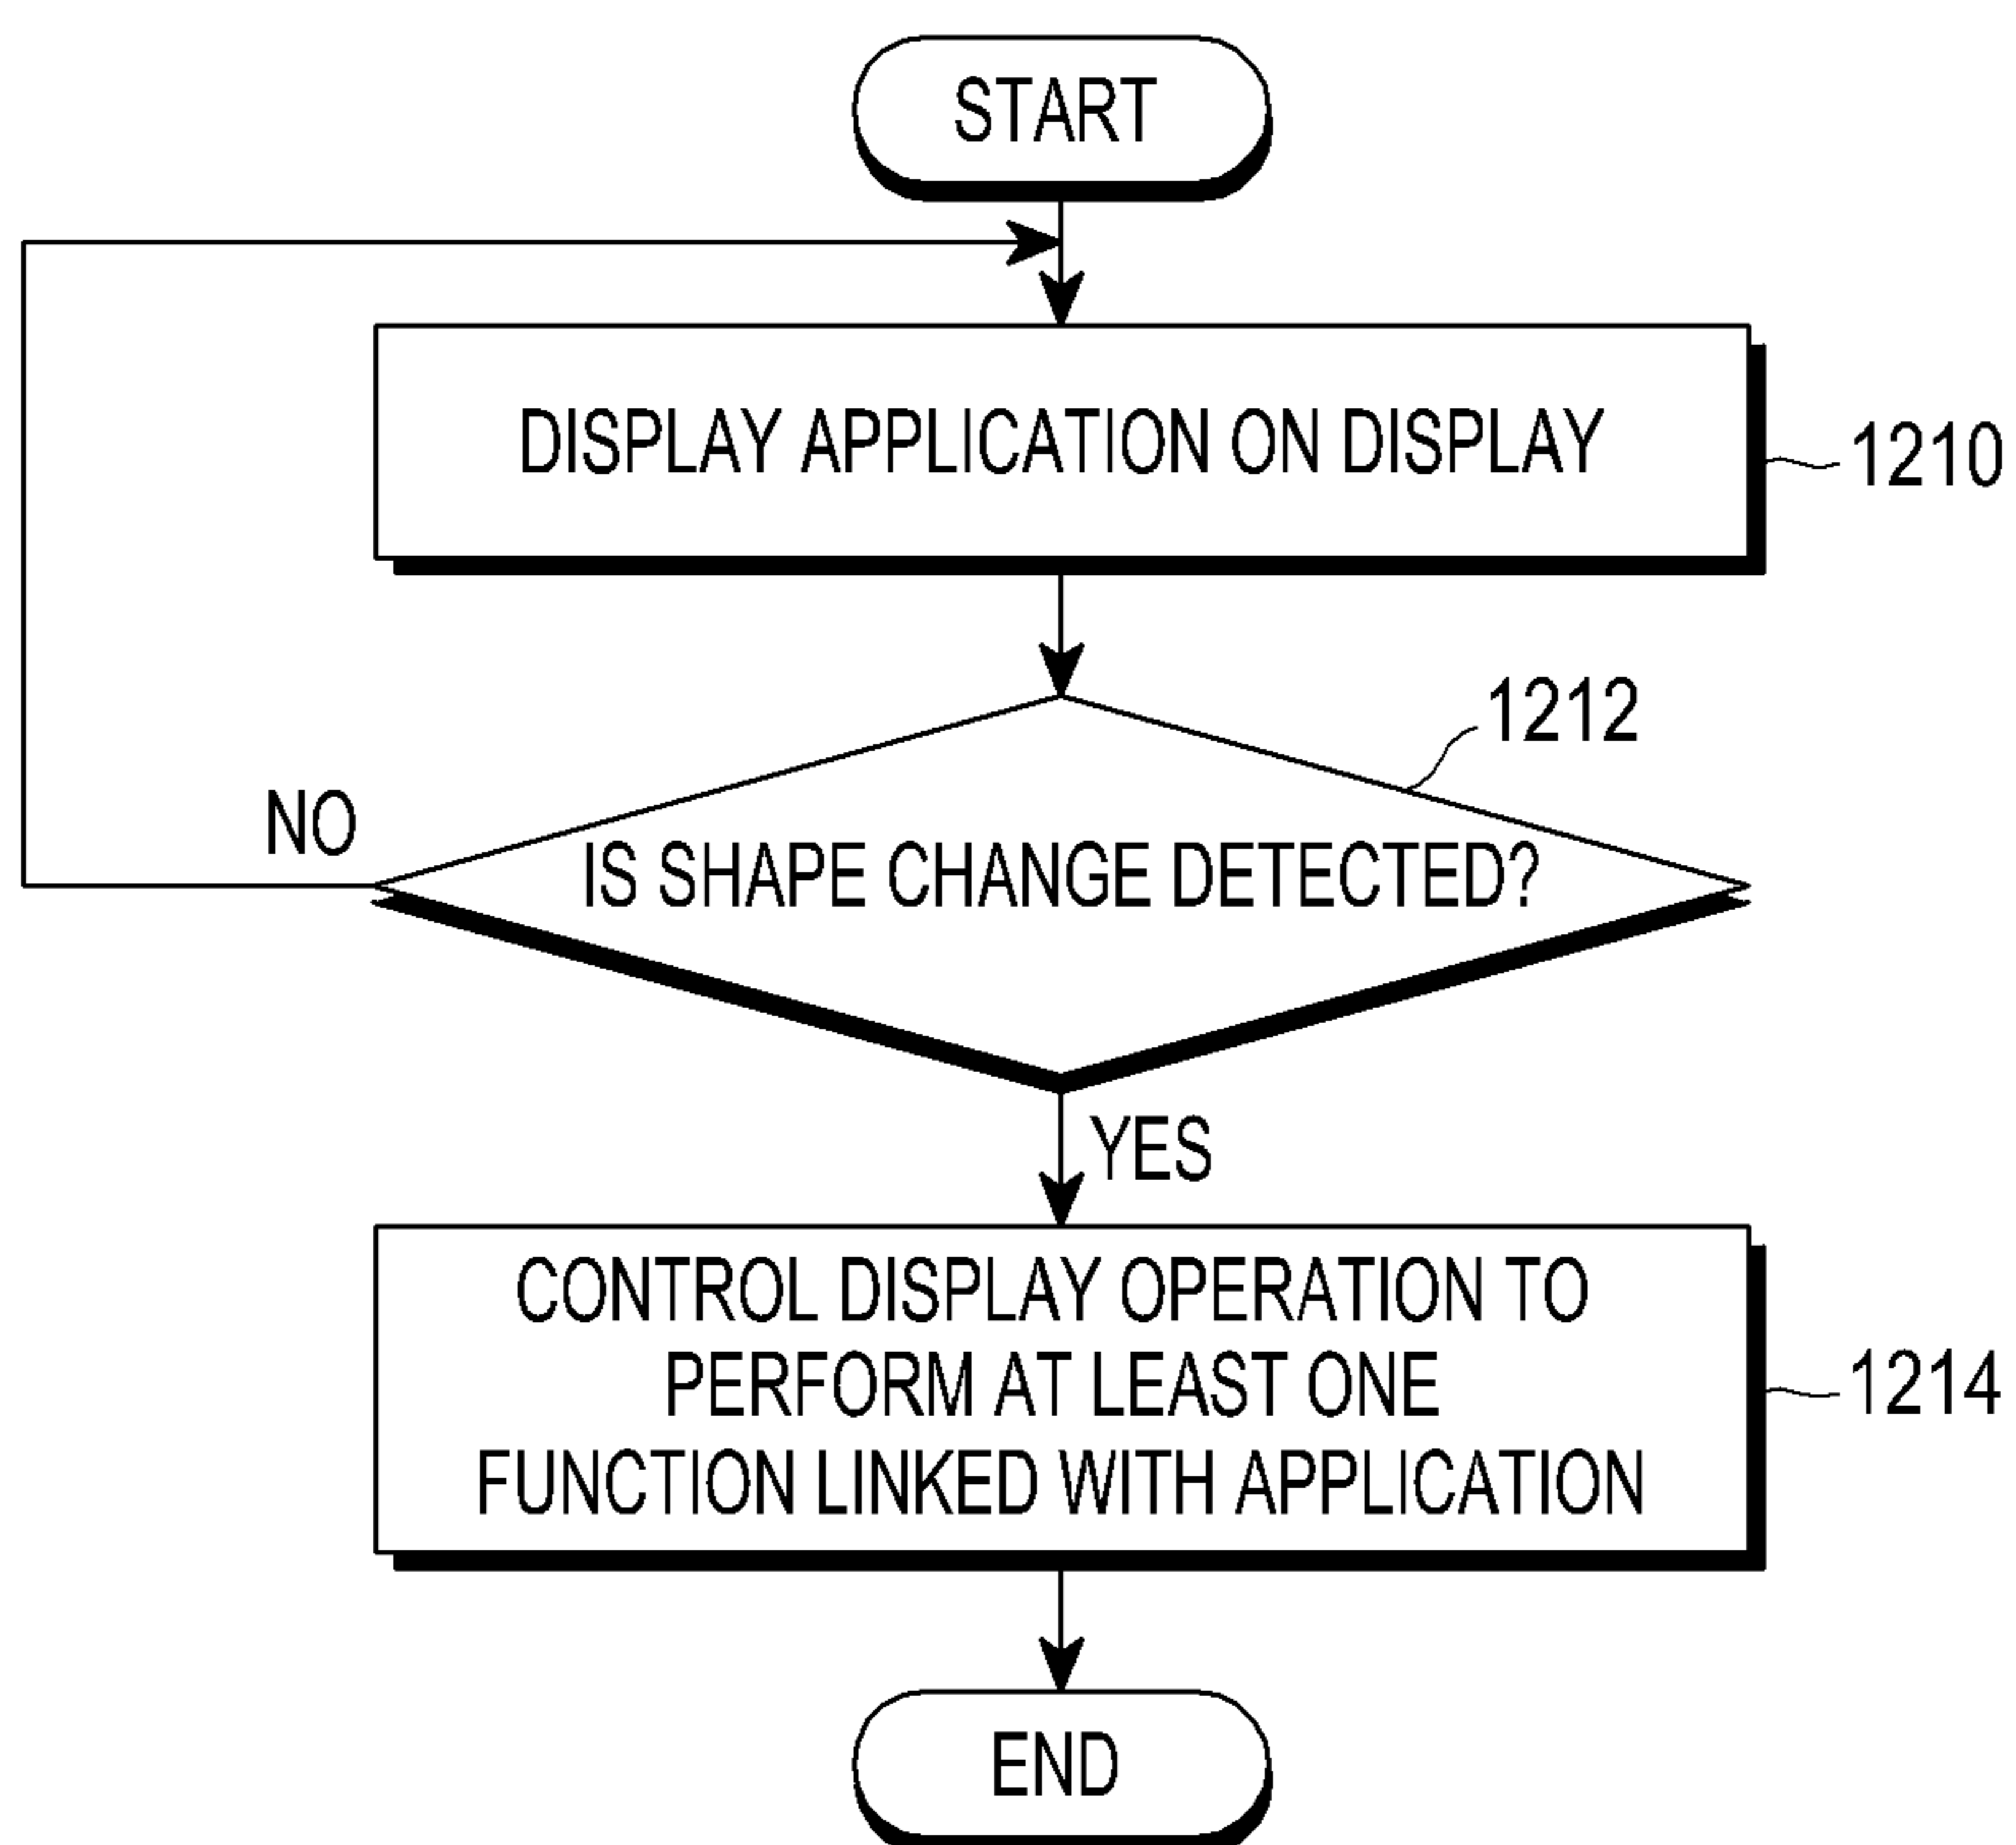 START
DISPLAY APPLICATION ON DISPLAY
1210
1212
NO
IS SHAPE CHANGE DETECTED?
YES
CONTROL DISPLAY OPERATION TO
PERFORM AT LEAST ONE
FUNCTION LINKED WITH APPLICATION
1214
END